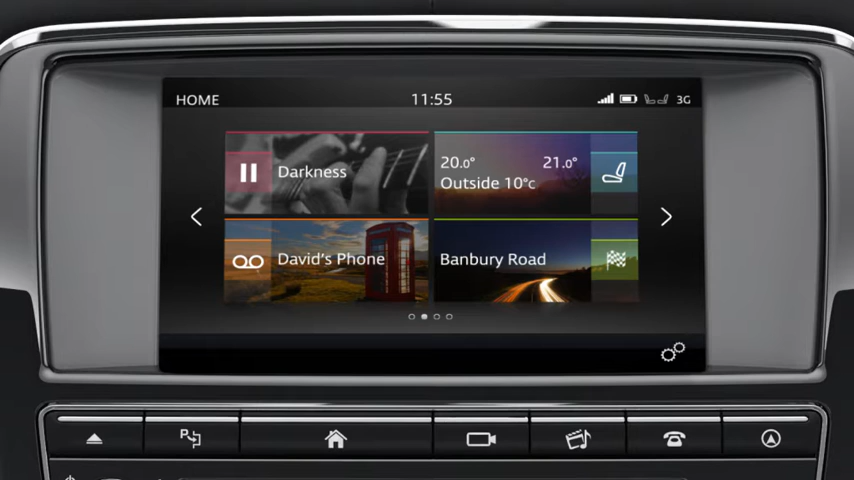 HOME 11:55 3G
Darkness
20.0° 21.0°
Outside 10°c
David's Phone
Banbury Road
P